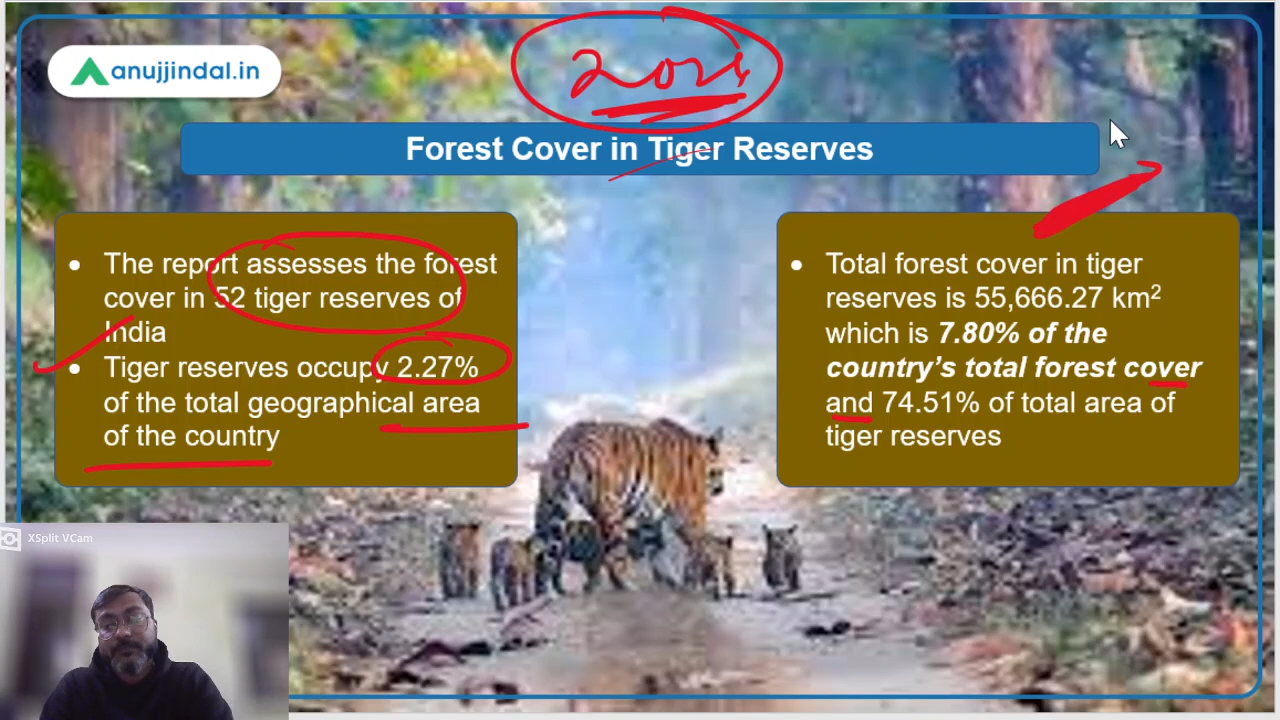 anujjindal.in
2024
Forest Cover in Tiger Reserves
• The report assesses the forest
cover in 52 tiger reserves of
India
• Tiger reserves occupy 2.27%
of the total geographical area
of the country
• Total forest cover in tiger
reserves is 55,666.27 km²
which is 7.80% of the
country's total forest cover
and 74.51% of total area of
tiger reserves
XSplit VCam